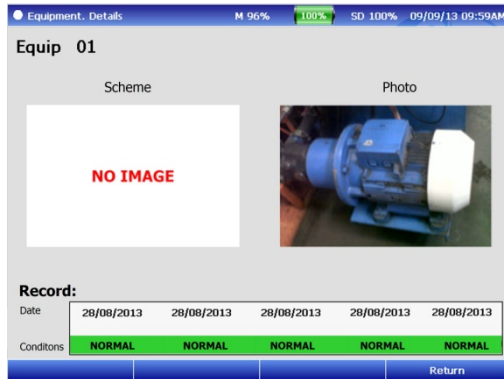 Equipment. Details M 96% 100% SD 100% 09/09/13 09:59AM
Equip 01
Scheme Photo
NO IMAGE
Record:
Date 28/08/2013 28/08/2013 28/08/2013 28/08/2013 28/08/2013
Conditons NORMAL NORMAL NORMAL NORMAL NORMAL
Return